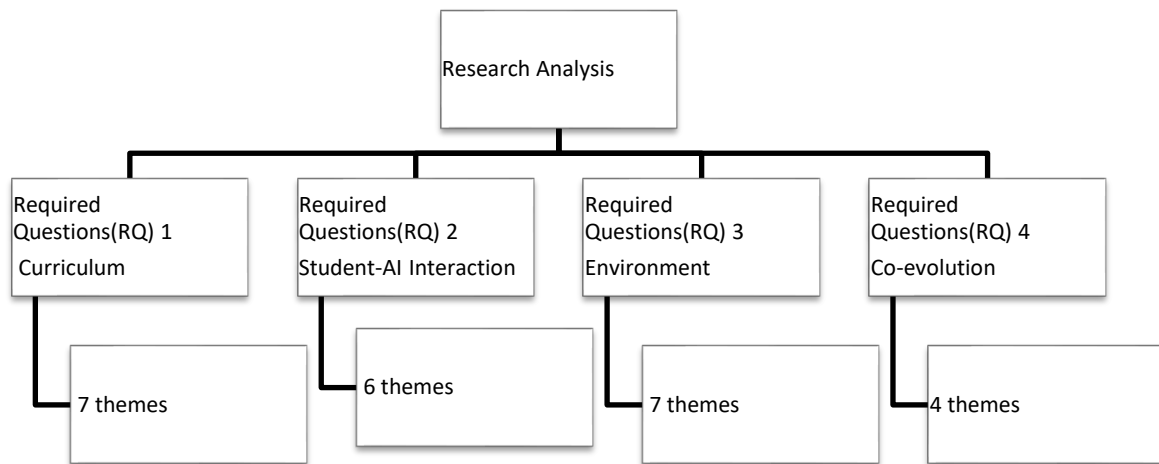 Research Analysis
Required
Questions(RQ) 1
Curriculum
Required
Questions(RQ) 2
Student-AI Interaction
Required
Questions(RQ) 3
Environment
Required
Questions(RQ) 4
Co-evolution
7 themes
6 themes
7 themes
4 themes